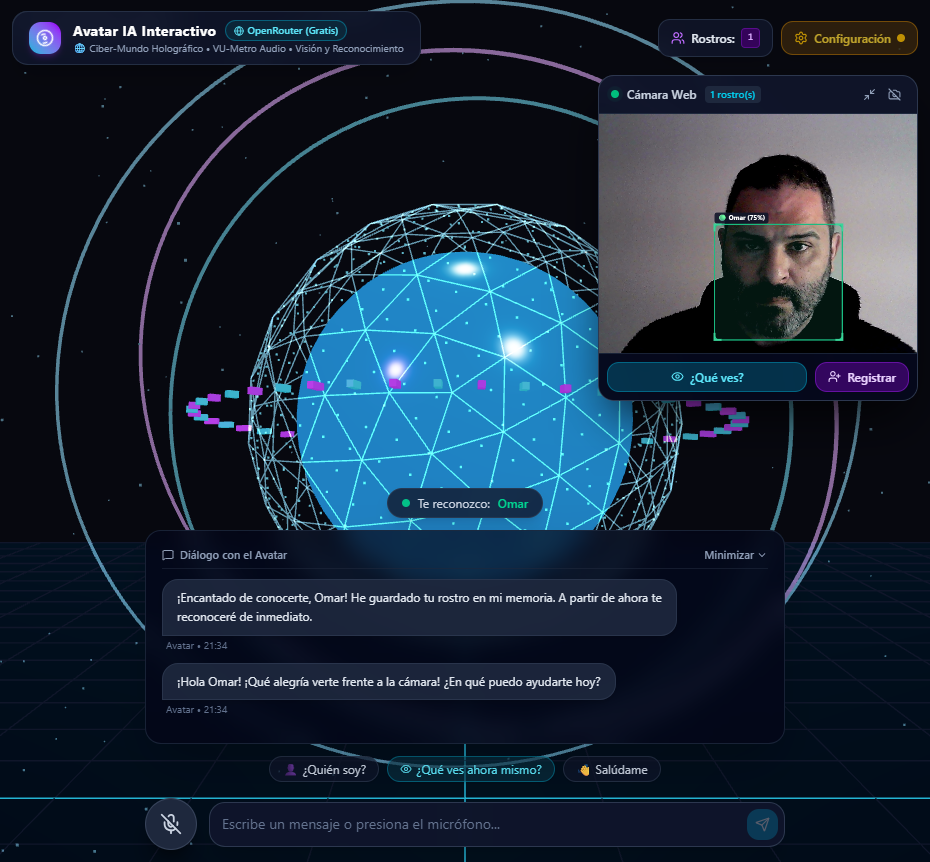 Avatar IA Interactivo
OpenRouter (Gratis)
Ciber-Mundo Holográfico • VU-Metro Audio • Visión y Reconocimiento
Rostros: 1
Configuración
Cámara Web
1 rostro(s)
Omar (75%)
¿Qué ves?
Registrar
Te reconozco: Omar
Diálogo con el Avatar
Minimizar
¡Encantado de conocerte, Omar! He guardado tu rostro en mi memoria. A partir de ahora te
reconoceré de inmediato.
Avatar • 21:34
¡Hola Omar! ¡Qué alegría verte frente a la cámara! ¿En qué puedo ayudarte hoy?
Avatar • 21:34
¿Quién soy?
¿Qué ves ahora mismo?
Salúdame
Escribe un mensaje o presiona el micrófono...